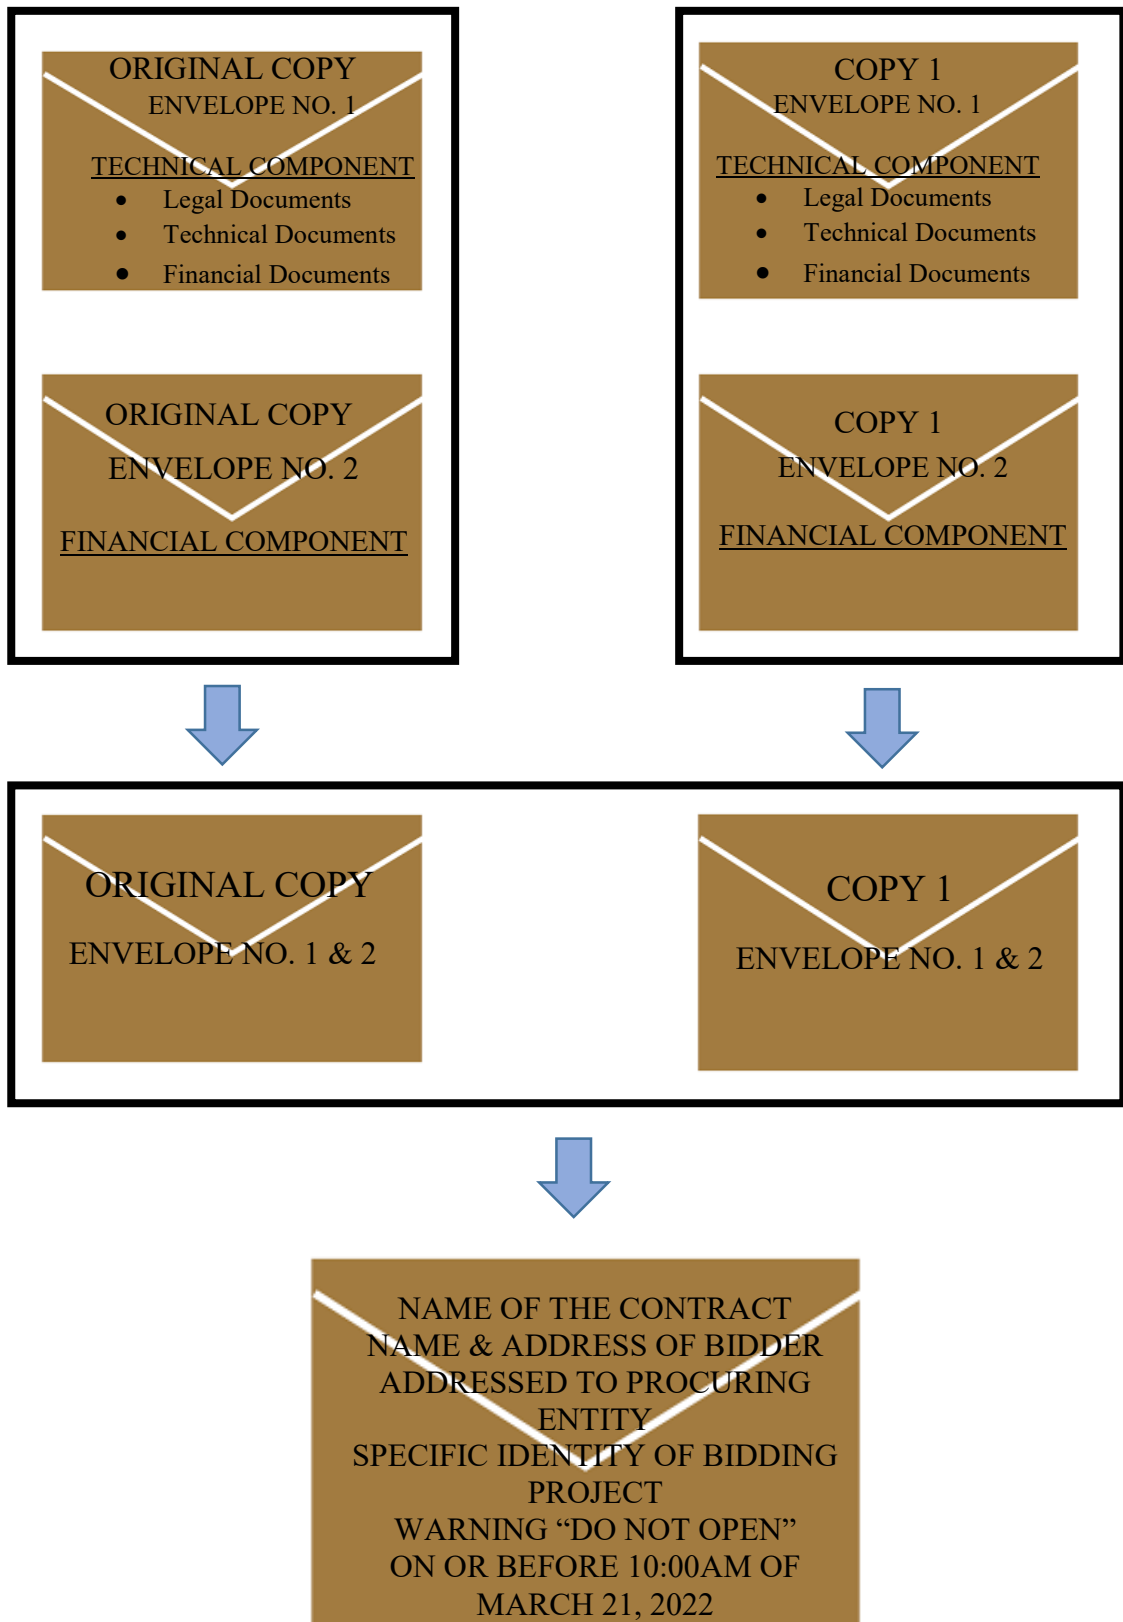 ORIGINAL COPY
ENVELOPE NO. 1
TECHNICAL COMPONENT
• Legal Documents
• Technical Documents
• Financial Documents
COPY 1
ENVELOPE NO. 1
TECHNICAL COMPONENT
• Legal Documents
• Technical Documents
• Financial Documents
ORIGINAL COPY
ENVELOPE NO. 2
FINANCIAL COMPONENT
COPY 1
ENVELOPE NO. 2
FINANCIAL COMPONENT
ORIGINAL COPY
ENVELOPE NO. 1 & 2
COPY 1
ENVELOPE NO. 1 & 2
NAME OF THE CONTRACT
NAME & ADDRESS OF BIDDER
ADDRESSED TO PROCURING
ENTITY
SPECIFIC IDENTITY OF BIDDING
PROJECT
WARNING “DO NOT OPEN”
ON OR BEFORE 10:00AM OF
MARCH 21, 2022